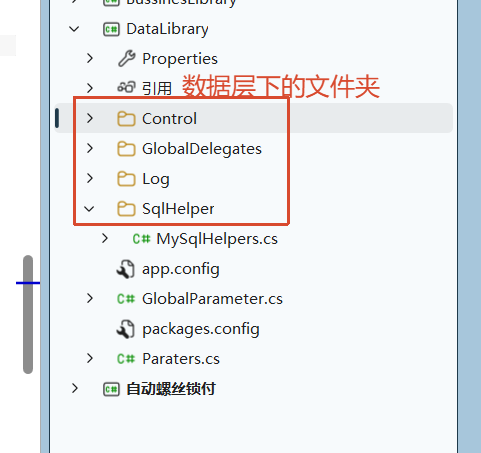 BussinesLibrary
DataLibrary
Properties
引用 数据层下的文件夹
Control
GlobalDelegates
Log
SqlHelper
C# MySqlHelpers.cs
app.config
C# GlobalParameter.cs
packages.config
C# Paraters.cs
C# 自动螺丝锁付